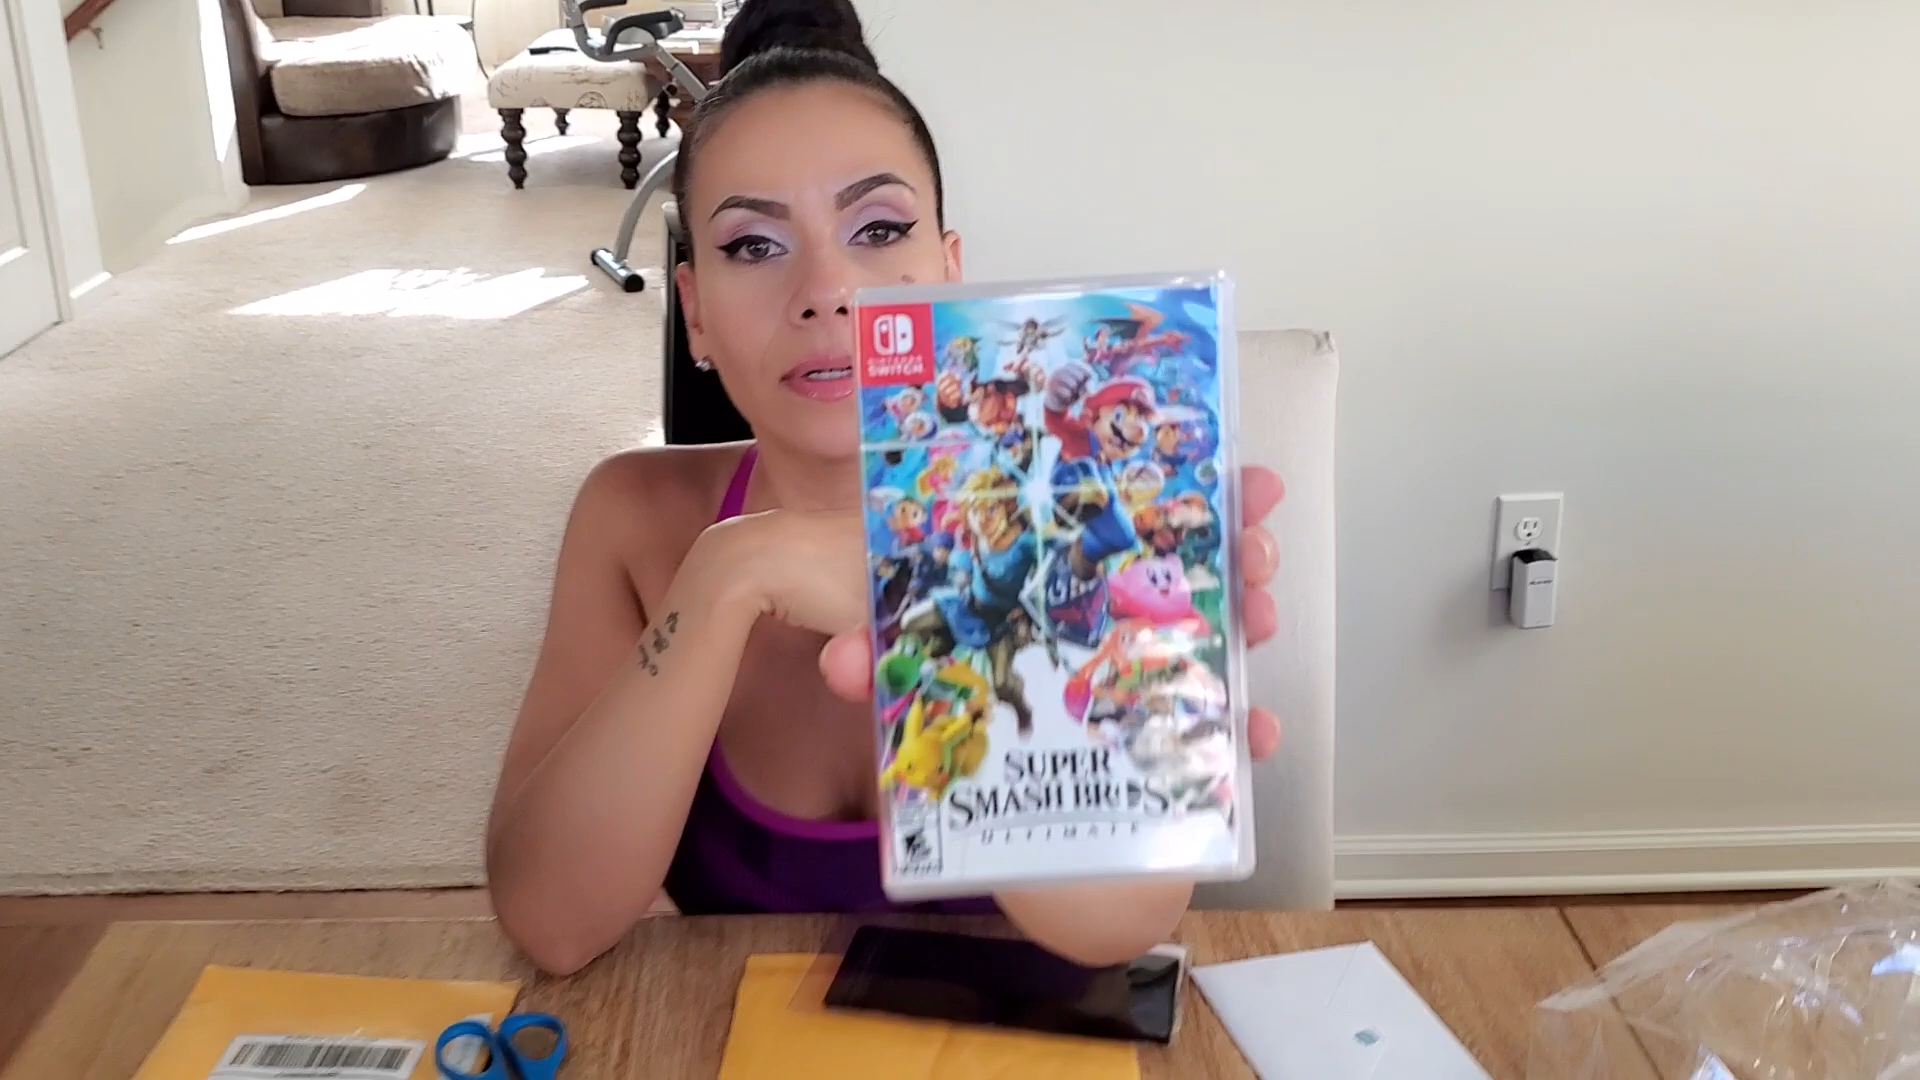 NINTENDO
SWITCH
SUPER
SMASH BROS
ULTIMATE